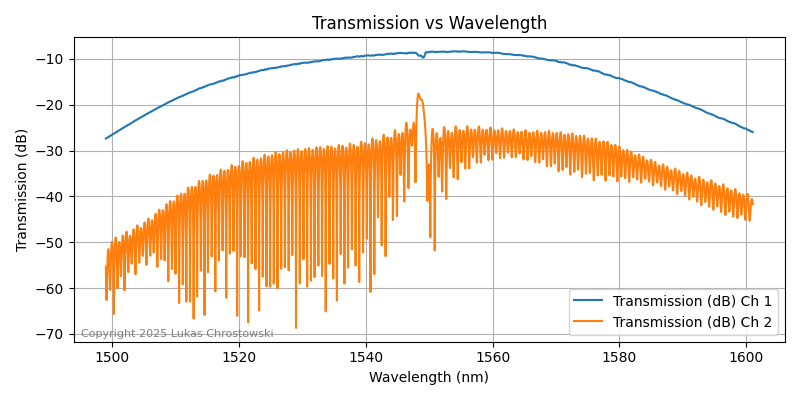 Transmission vs Wavelength
Transmission (dB)
−10
−20
−30
−40
−50
−60
−70
Copyright 2025 Lukas Chrostowski
Transmission (dB) Ch 1
Transmission (dB) Ch 2
1500 1520 1540 1560 1580 1600
Wavelength (nm)